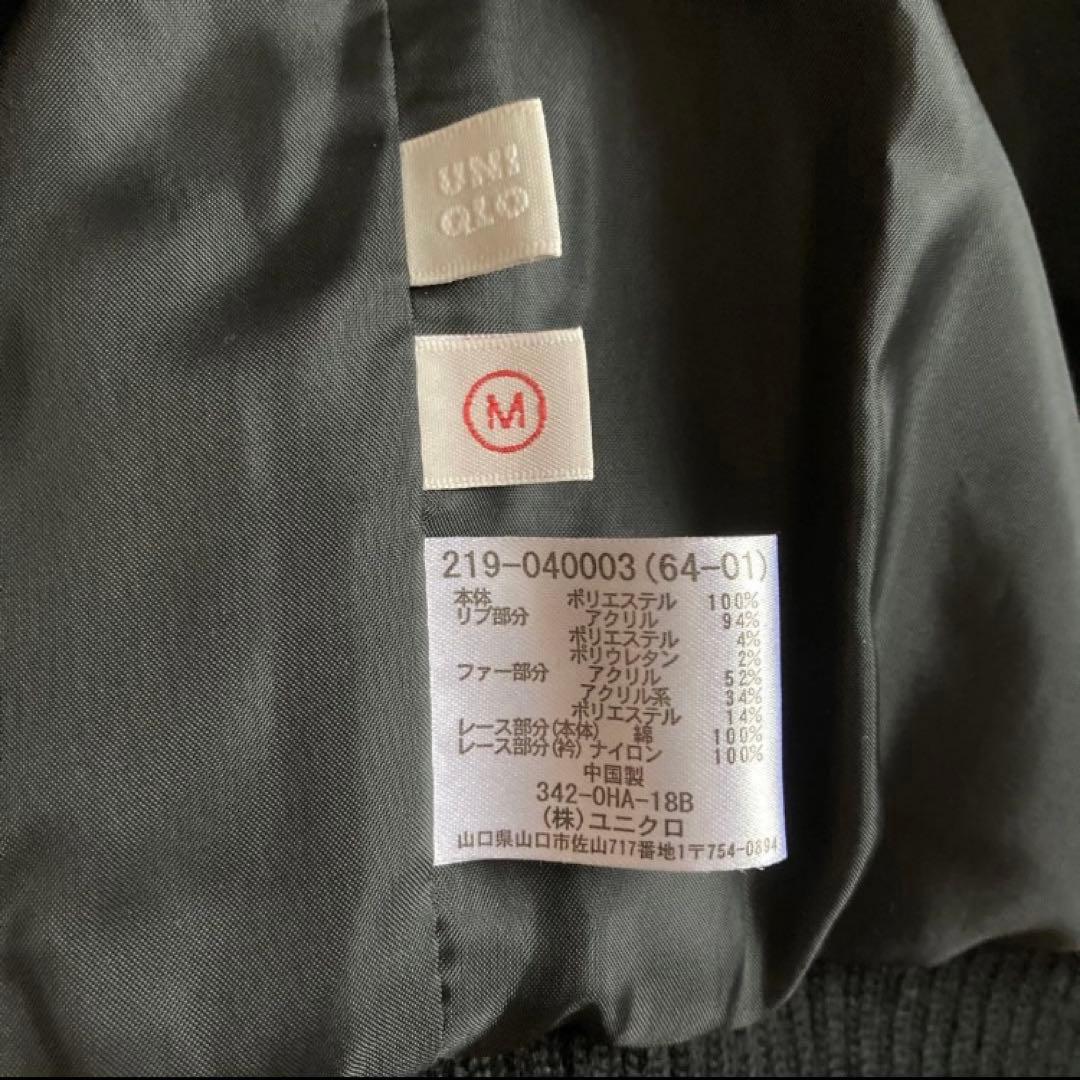 UNI
QLO
M
219-040003(64-01)
本体 ポリエステル 100%
リブ部分 アクリル 94%
ポリエステル 4%
ポリウレタン 2%
ファー部分 アクリル 52%
アクリル系 34%
ポリエステル 14%
レース部分(本体) 綿 100%
レース部分(衿) ナイロン 100%
中国製
342-0HA-18B
(株)ユニクロ
山口県山口市佐山717番地1〒754-0894